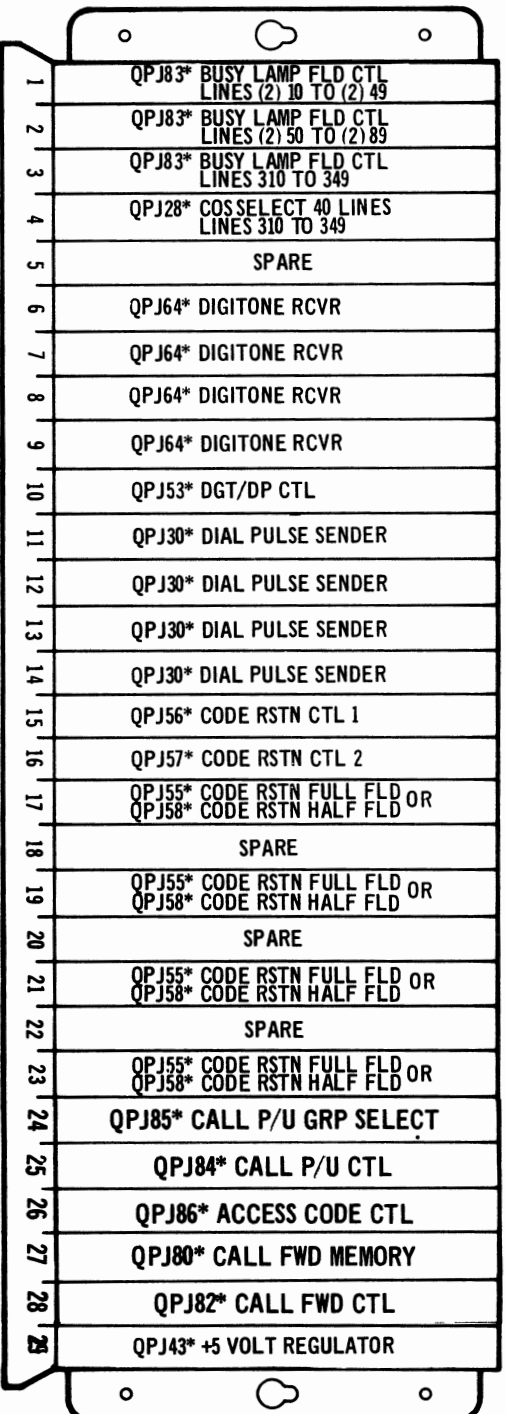 1 QPJ83* BUSY LAMP FLD CTL
LINES (2) 10 TO (2) 49
2 QPJ83* BUSY LAMP FLD CTL
LINES (2) 50 TO (2) 89
3 QPJ83* BUSY LAMP FLD CTL
LINES 310 TO 349
4 QPJ28* COS SELECT 40 LINES
LINES 310 TO 349
5 SPARE
6 QPJ64* DIGITONE RCVR
7 QPJ64* DIGITONE RCVR
8 QPJ64* DIGITONE RCVR
9 QPJ64* DIGITONE RCVR
10 QPJ53* DGT/DP CTL
11 QPJ30* DIAL PULSE SENDER
12 QPJ30* DIAL PULSE SENDER
13 QPJ30* DIAL PULSE SENDER
14 QPJ30* DIAL PULSE SENDER
15 QPJ56* CODE RSTN CTL 1
16 QPJ57* CODE RSTN CTL 2
17 QPJ55* CODE RSTN FULL FLD OR
QPJ58* CODE RSTN HALF FLD
18 SPARE
19 QPJ55* CODE RSTN FULL FLD OR
QPJ58* CODE RSTN HALF FLD
20 SPARE
21 QPJ55* CODE RSTN FULL FLD OR
QPJ58* CODE RSTN HALF FLD
22 SPARE
23 QPJ55* CODE RSTN FULL FLD OR
QPJ58* CODE RSTN HALF FLD
24 QPJ85* CALL P/U GRP SELECT
25 QPJ84* CALL P/U CTL
26 QPJ86* ACCESS CODE CTL
27 QPJ80* CALL FWD MEMORY
28 QPJ82* CALL FWD CTL
29 QPJ43* +5 VOLT REGULATOR